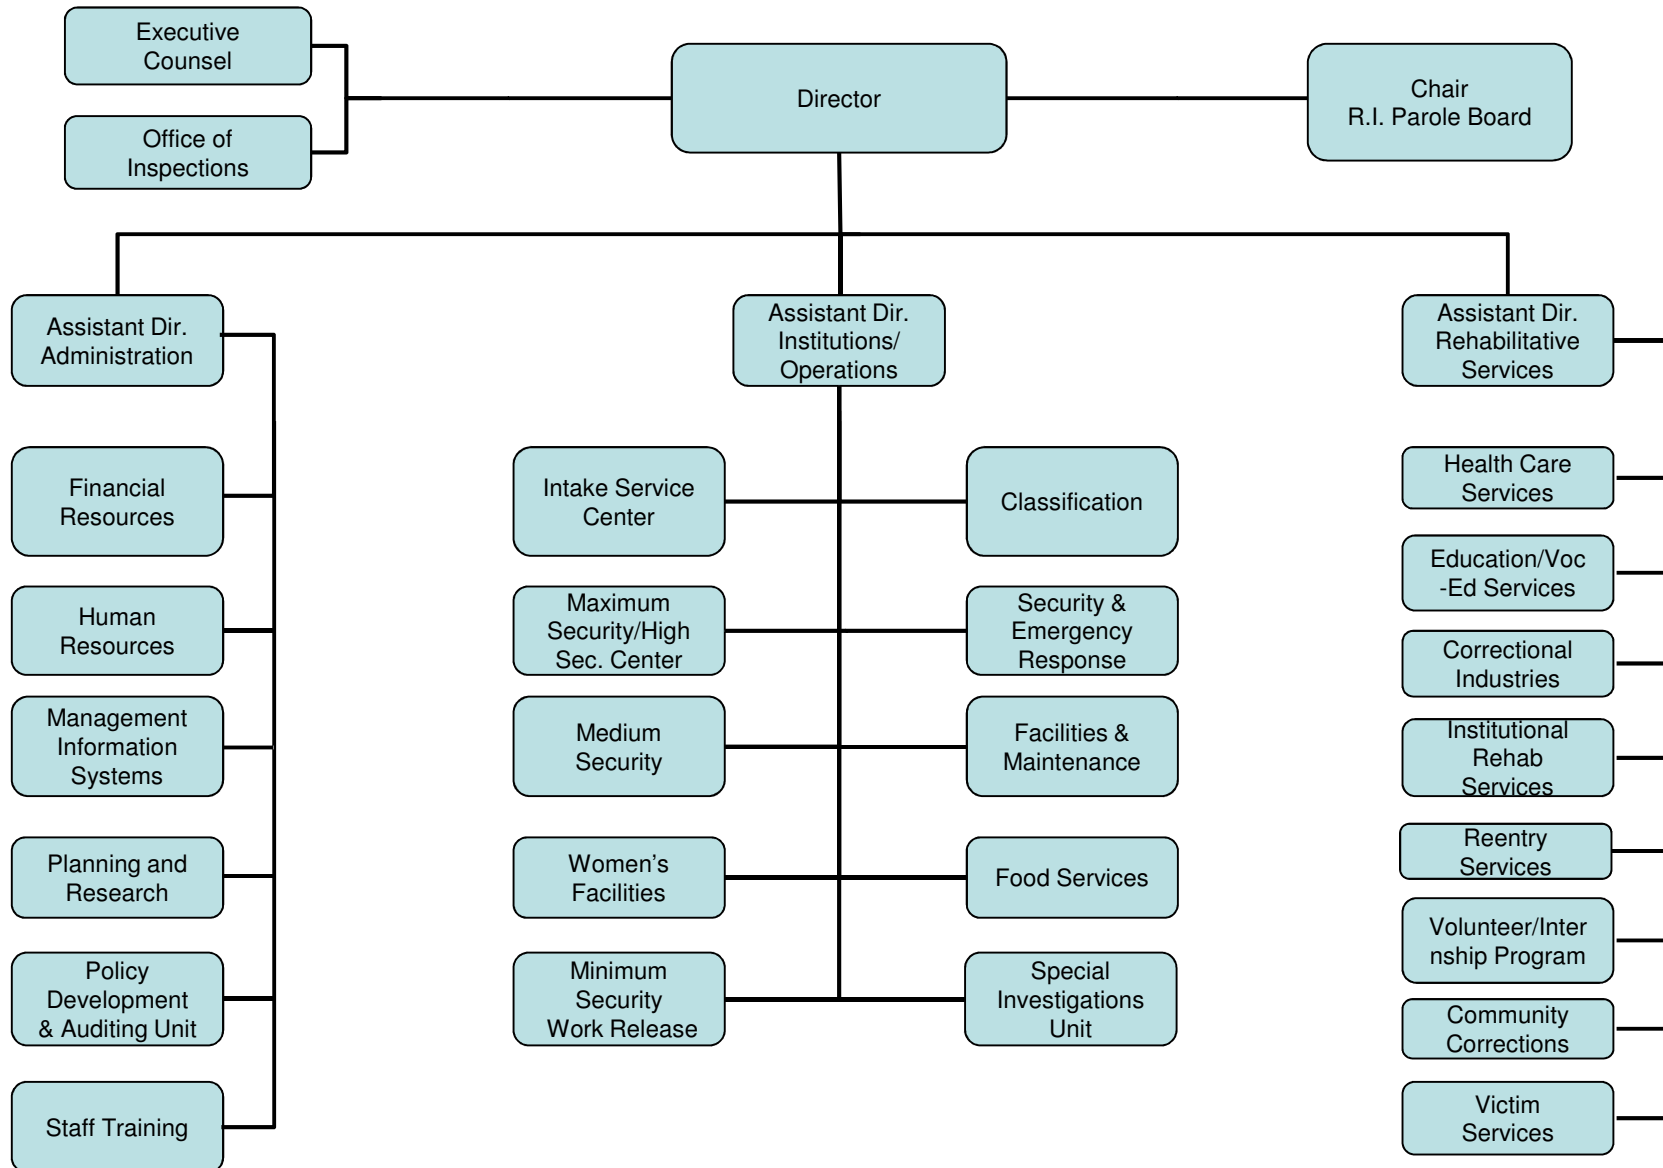 Executive
Counsel
Office of
Inspections
Director
Chair
R.I. Parole Board
Assistant Dir.
Administration
Financial
Resources
Human
Resources
Management
Information
Systems
Planning and
Research
Policy
Development
& Auditing Unit
Staff Training
Assistant Dir.
Institutions/
Operations
Intake Service
Center
Classification
Maximum
Security/High
Sec. Center
Security &
Emergency
Response
Medium
Security
Facilities &
Maintenance
Women's
Facilities
Food Services
Minimum
Security
Work Release
Special
Investigations
Unit
Assistant Dir.
Rehabilitative
Services
Health Care
Services
Education/Voc
-Ed Services
Correctional
Industries
Institutional
Rehab
Services
Reentry
Services
Volunteer/Inter
nship Program
Community
Corrections
Victim
Services